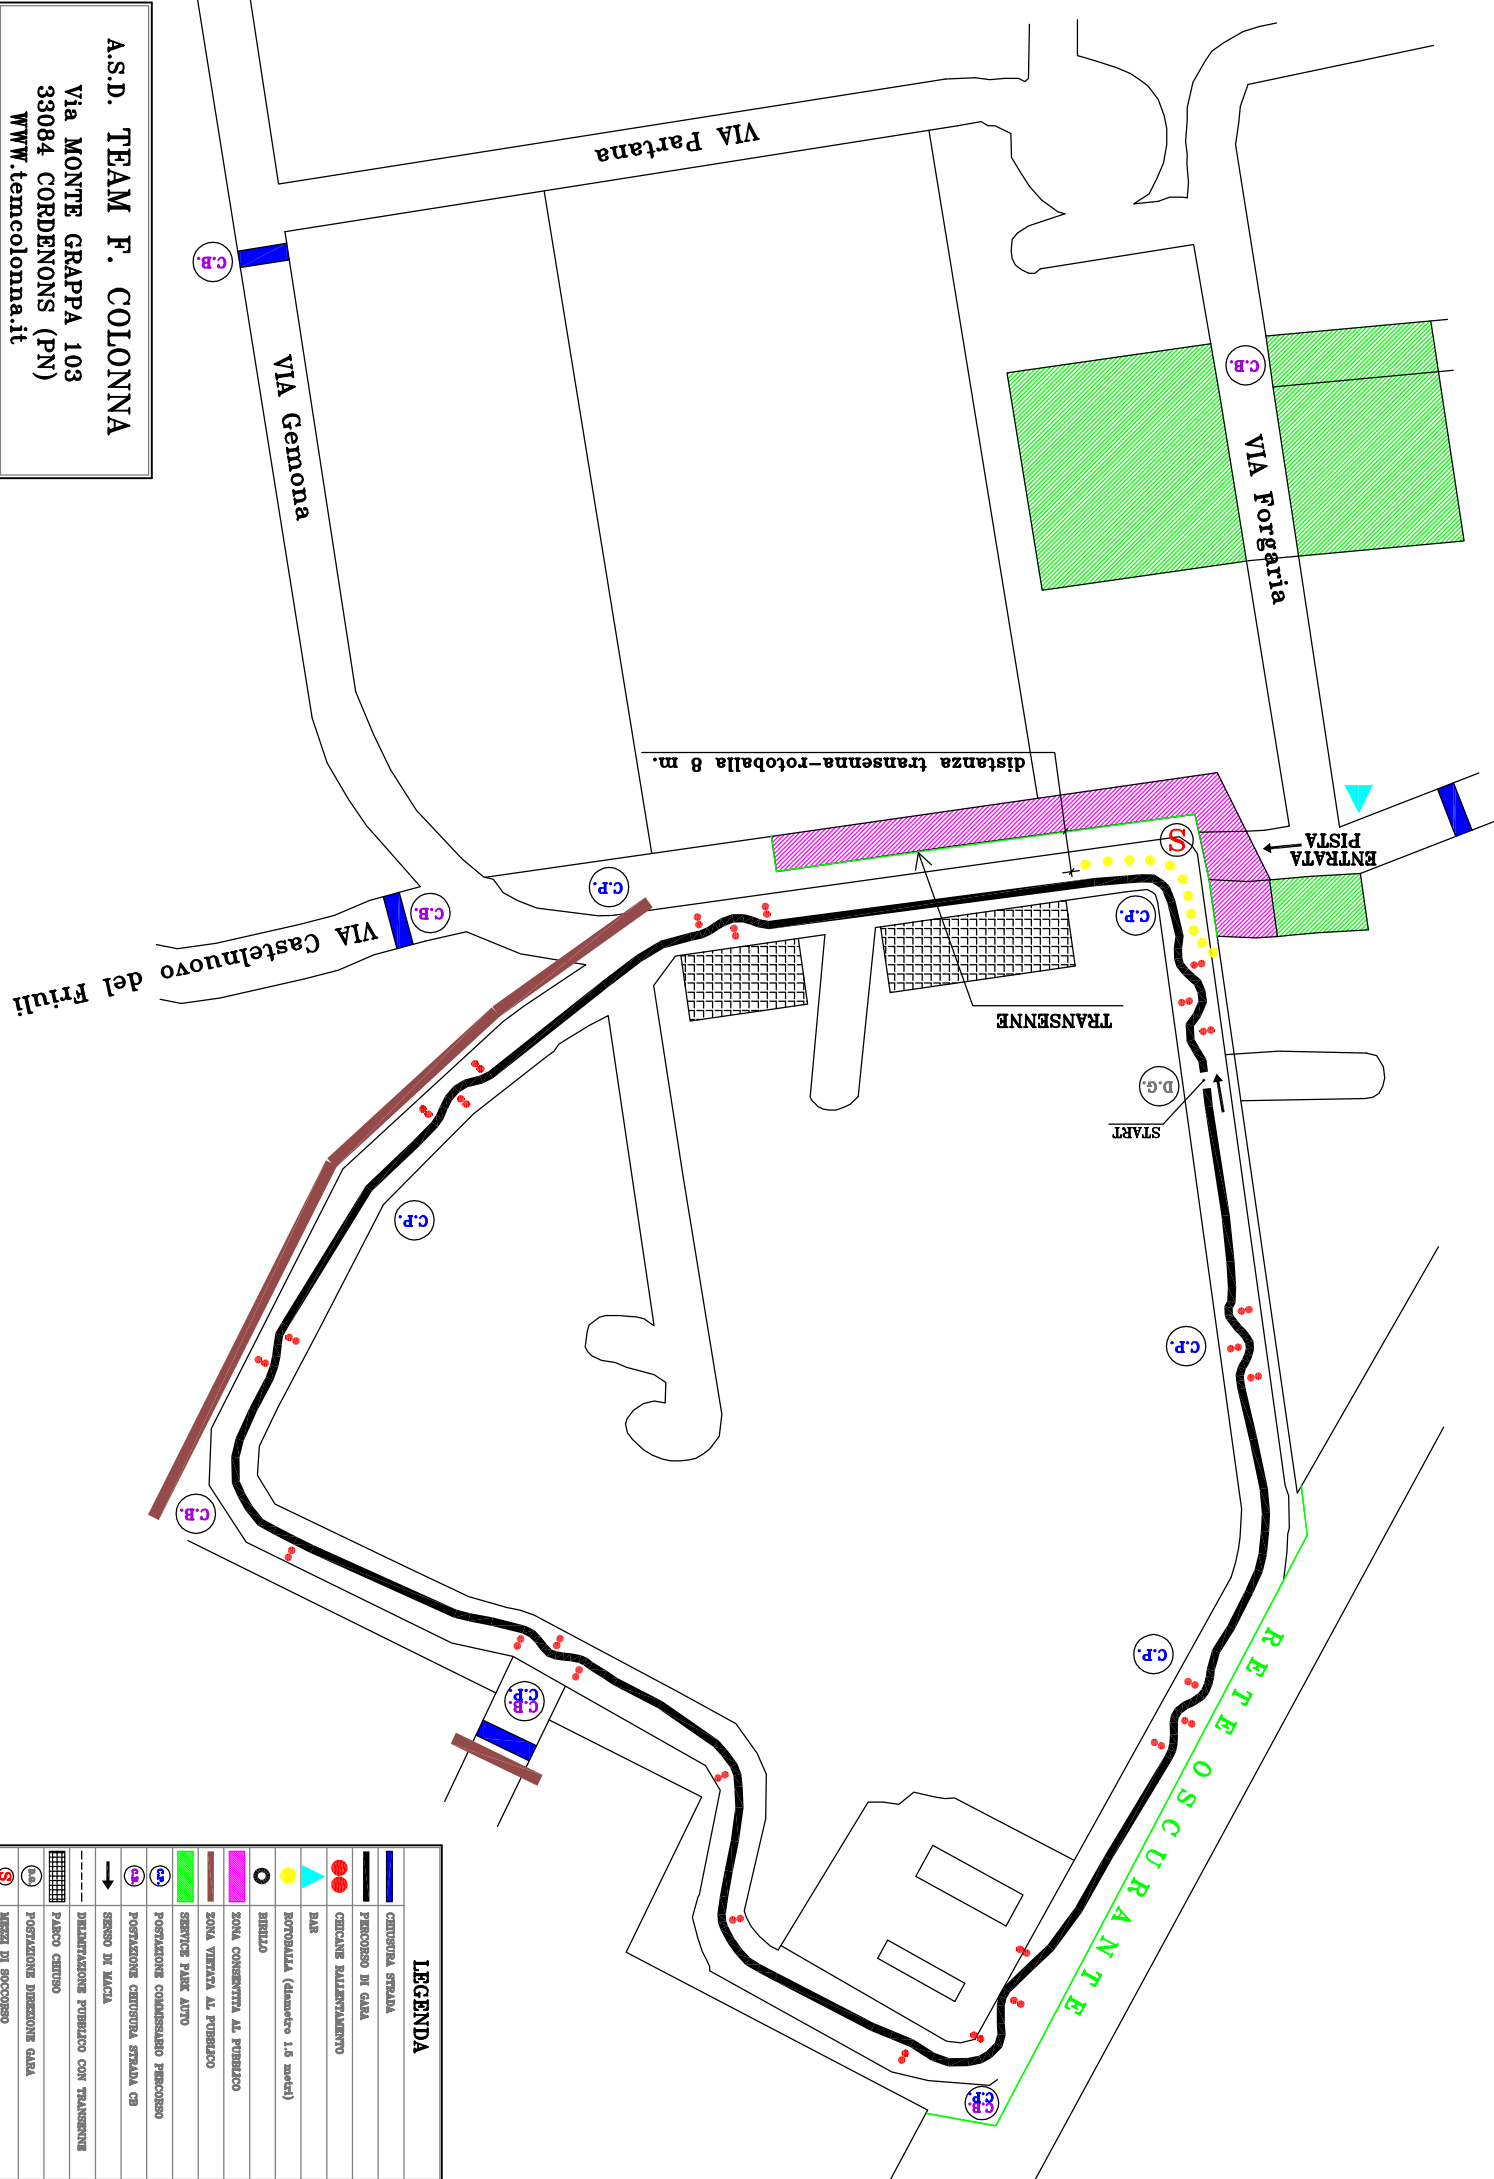 A.S.D. TEAM F. COLONNA
Via MONTE GRAPPA 103
33084 CORDENONS (PN)
WWW.temcolonna.it
VIA Partana
C.B.
VIA Gemona
C.B.
VIA Forgaria
distanza transenna-rotoballa 8 m.
S
ENTRATA
PISTA
C.P.
C.B.
C.P.
VIA Castelnuovo del Friuli
TRANSENNE
D.G.
START
C.P.
C.P.
C.B.
C.P.
C.P.
C.B.
RETE OSCURANTE
C.P.
C.B.
LEGENDA
CHIUSURA STRADA
PERCORSO DI GARA
CHICANE RALLENTAMENTO
BAR
ROTOBALLA (diametro 1.5 metri)
BIRILLO
ZONA CONSENTITA AL PUBBLICO
ZONA VIETATA AL PUBBLICO
SERVICE PARK AUTO
C.P. POSTAZIONE COMMISSARIO PERCORSO
C.B. POSTAZIONE CHIUSURA STRADA CB
SENSO DI MACIA
DELIMITAZIONE PUBBLICO CON TRANSENNE
PARCO CHIUSO
D.G. POSTAZIONE DIREZIONE GARA
S MEZZI DI SOCCORSO